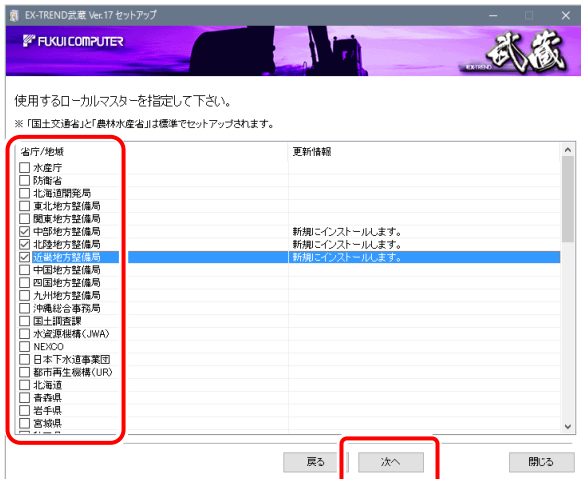 EX-TREND武蔵 Ver.17 セットアップ
FUKUI COMPUTER
武蔵
EX-TREND
使用するローカルマスターを指定して下さい。
※「国土交通省」と「農林水産省」は標準でセットアップされます。
省庁/地域 更新情報
水産庁
防衛省
北海道開発局
東北地方整備局
関東地方整備局
中部地方整備局 新規にインストールします。
北陸地方整備局 新規にインストールします。
近畿地方整備局 新規にインストールします。
中国地方整備局
四国地方整備局
九州地方整備局
沖縄総合事務局
国土調査課
水資源機構(JWA)
NEXCO
日本下水道事業団
都市再生機構(UR)
北海道
青森県
岩手県
宮城県
戻る 次へ 閉じる